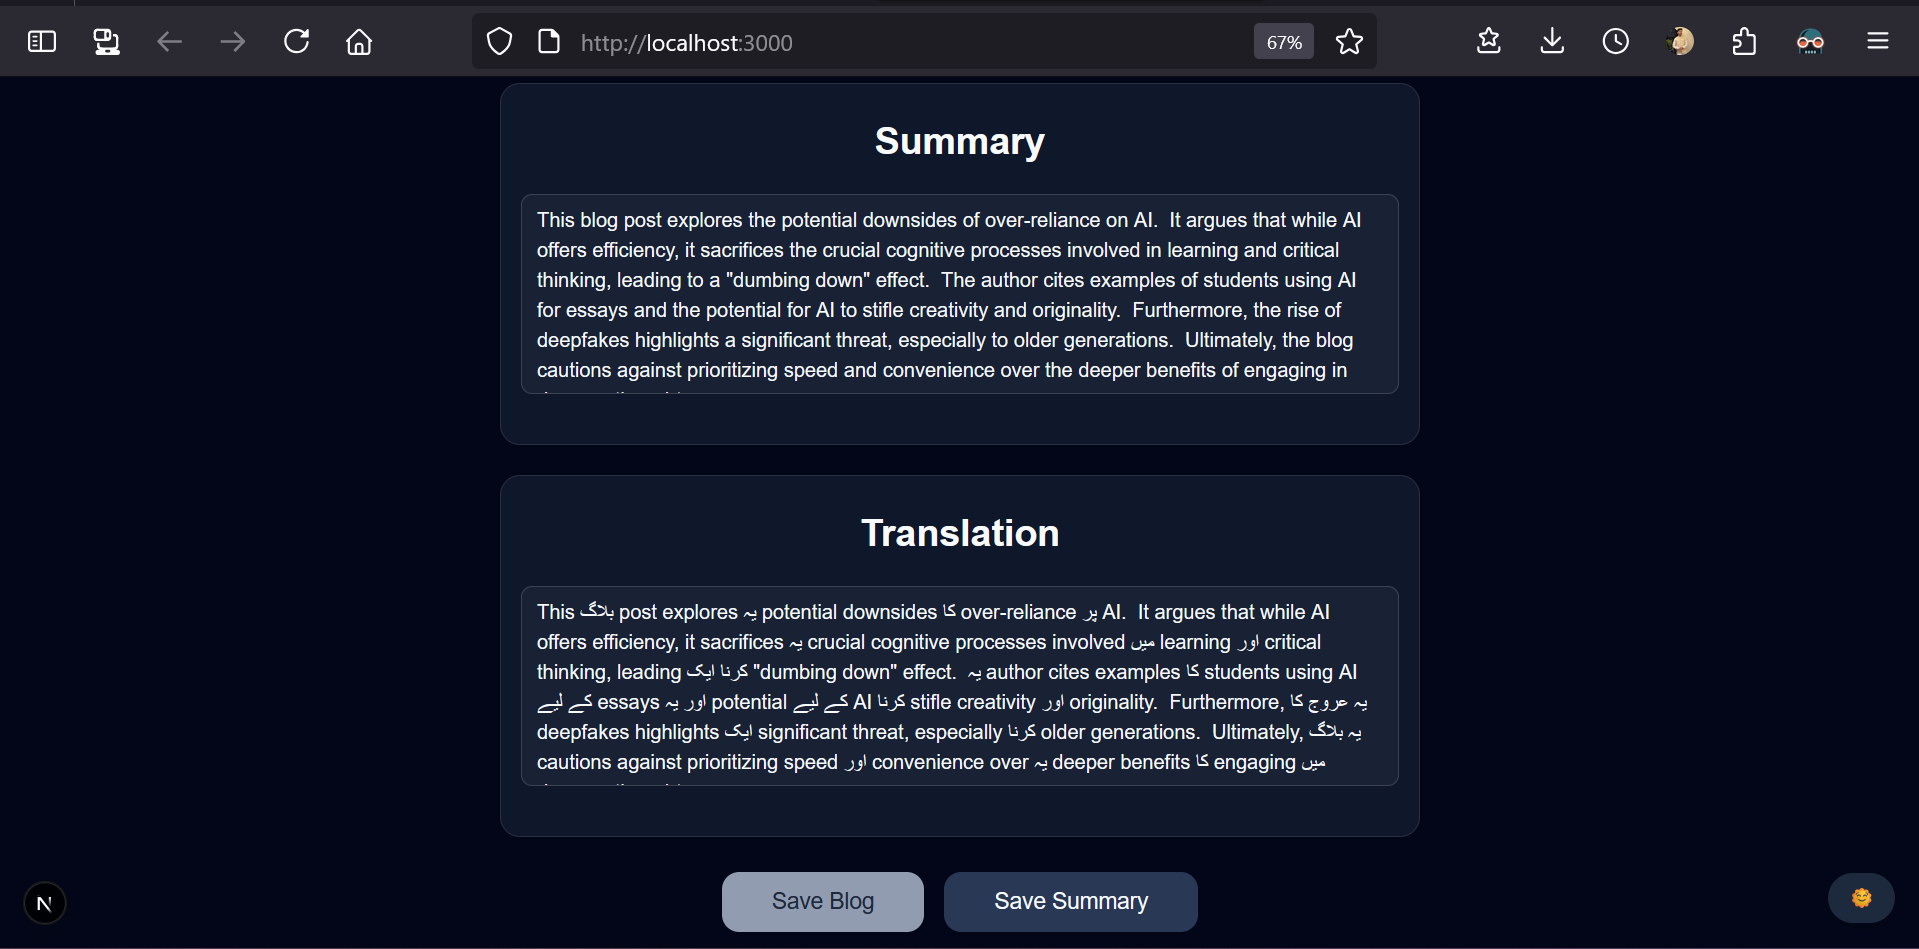 http://localhost:3000
67%
Summary
This blog post explores the potential downsides of over-reliance on AI.  It argues that while AI
offers efficiency, it sacrifices the crucial cognitive processes involved in learning and critical
thinking, leading to a "dumbing down" effect.  The author cites examples of students using AI
for essays and the potential for AI to stifle creativity and originality.  Furthermore, the rise of
deepfakes highlights a significant threat, especially to older generations.  Ultimately, the blog
cautions against prioritizing speed and convenience over the deeper benefits of engaging in
Translation
This بلاگ post explores یہ potential downsides کا over-reliance پر AI.  It argues that while AI
offers efficiency, it sacrifices یہ crucial cognitive processes involved میں learning اور critical
thinking, leading کرنا ایک "dumbing down" effect.  یہ author cites examples کا students using AI
کے لیے essays اور یہ potential کے لیے AI کرنا stifle creativity اور originality.  Furthermore, یہ عروج کا
deepfakes highlights ایک significant threat, especially کرنا older generations.  Ultimately, یہ بلاگ
cautions against prioritizing speed اور convenience over یہ deeper benefits کا engaging میں
Save Blog
Save Summary
N